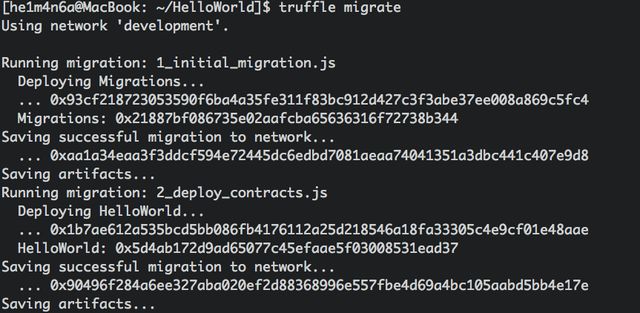 [he1m4n6a@MacBook: ~/HelloWorld]$ truffle migrate
Using network 'development'.
Running migration: 1_initial_migration.js
Deploying Migrations...
... 0x93cf218723053590f6ba4a35fe311f83bc912d427c3f3abe37ee008a869c5fc4
Migrations: 0x21887bf086735e02aafcba65636316f72738b344
Saving successful migration to network...
... 0xaa1a34eaa3f3ddcf594e72445dc6edbd7081aeaa74041351a3dbc441c407e9d8
Saving artifacts...
Running migration: 2_deploy_contracts.js
Deploying HelloWorld...
... 0x1b7ae612a535bcd5bb086fb4176112a25d218546a18fa33305c4e9cf01e48aae
HelloWorld: 0x5d4ab172d9ad65077c45efaae5f03008531ead37
Saving successful migration to network...
... 0x90496f284a6ee327aba020ef2d88368996e557fbe4d69a4bc105aabd5bb4e17e
Saving artifacts...